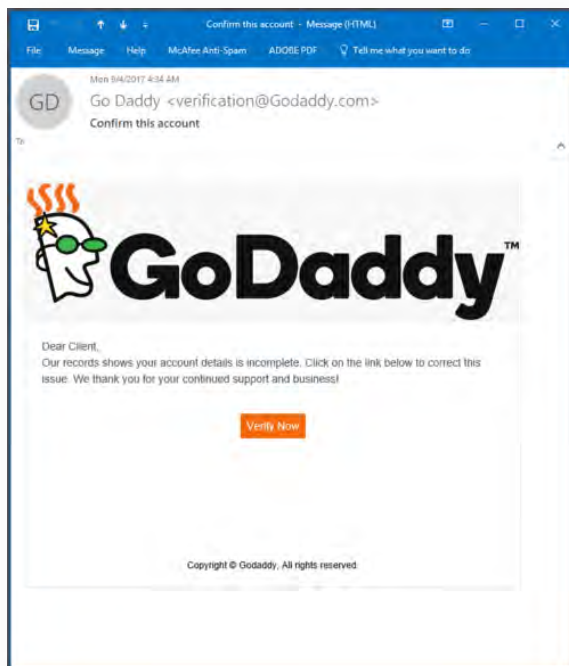 Confirm this account - Message (HTML)
File Message Help McAfee Anti-Spam ADOBE PDF Tell me what you want to do
Mon 9/4/2017 4:34 AM
GD
Go Daddy <verification@Godaddy.com>
Confirm this account
To
GoDaddy™
Dear Client,
Our records shows your account details is incomplete. Click on the link below to correct this
issue. We thank you for your continued support and business!
Verify Now
Copyright © Godaddy, All rights reserved